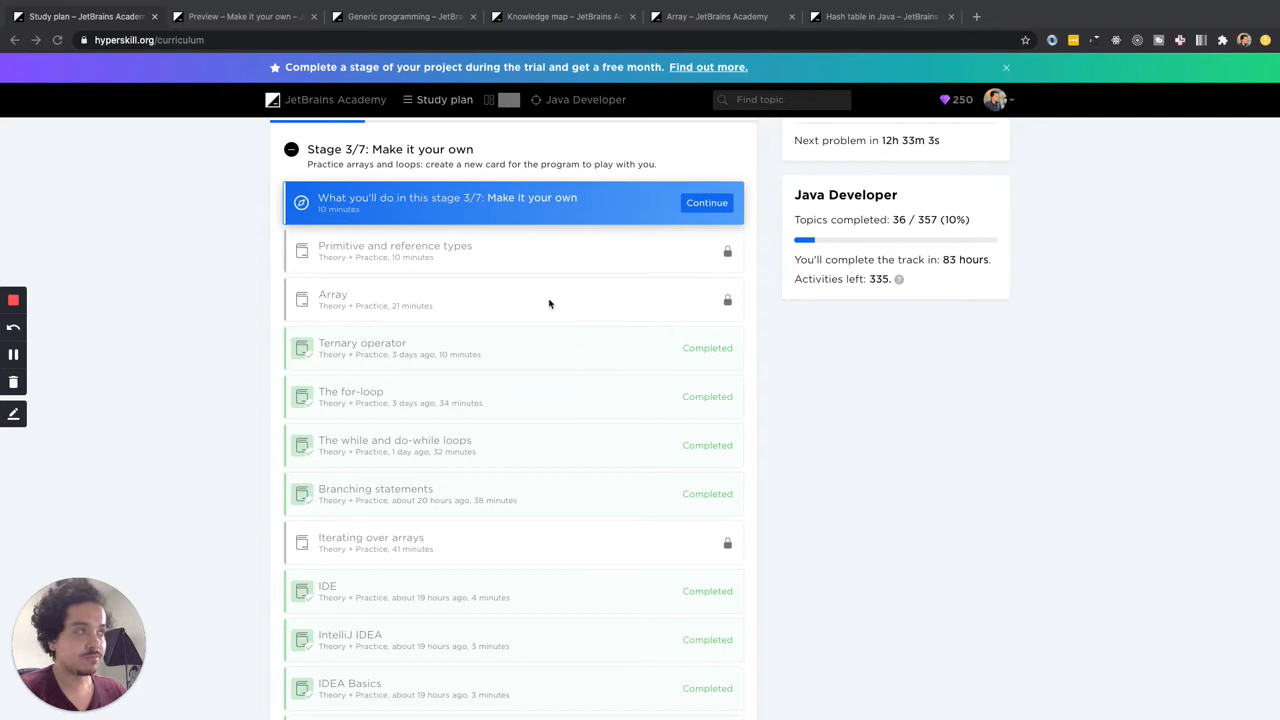 Study plan – JetBrains Academ
Preview – Make it your own –
Generic programming – JetBra
Knowledge map – JetBrains Ac
Array – JetBrains Academy
Hash table in Java – JetBrains
hyperskill.org/curriculum
Complete a stage of your project during the trial and get a free month. Find out more.
JetBrains Academy
Study plan
Java Developer
Find topic
250
Stage 3/7: Make it your own
Practice arrays and loops: create a new card for the program to play with you.
What you'll do in this stage 3/7: Make it your own
10 minutes
Continue
Primitive and reference types
Theory + Practice, 10 minutes
Array
Theory + Practice, 21 minutes
Ternary operator
Theory + Practice, 3 days ago, 10 minutes
Completed
The for-loop
Theory + Practice, 3 days ago, 34 minutes
Completed
The while and do-while loops
Theory + Practice, 1 day ago, 32 minutes
Completed
Branching statements
Theory + Practice, about 20 hours ago, 38 minutes
Completed
Iterating over arrays
Theory + Practice, 41 minutes
IDE
Theory + Practice, about 19 hours ago, 4 minutes
Completed
IntelliJ IDEA
Theory + Practice, about 19 hours ago, 3 minutes
Completed
IDEA Basics
Theory + Practice, about 19 hours ago, 3 minutes
Completed
Next problem in 12h 33m 3s
Java Developer
Topics completed: 36 / 357 (10%)
You'll complete the track in: 83 hours.
Activities left: 335. ?